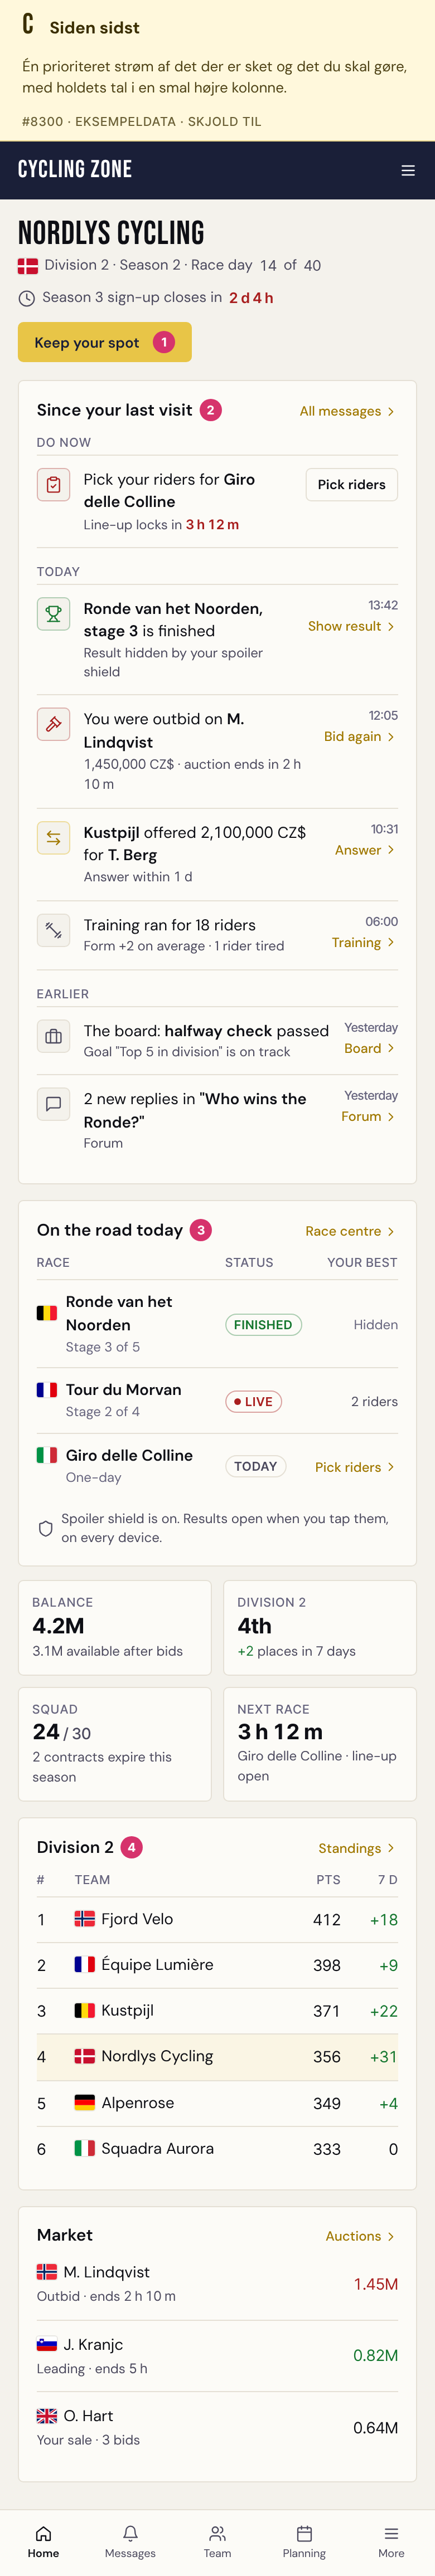 C Siden sidst
Én prioriteret strøm af det der er sket og det du skal gøre,
med holdets tal i en smal højre kolonne.
#8300 · EKSEMPELDATA · SKJOLD TIL
CYCLING ZONE
NORDLYS CYCLING
Division 2 · Season 2 · Race day 14 of 40
Season 3 sign-up closes in 2 d 4 h
Keep your spot 1
Since your last visit 2 All messages
DO NOW
Pick your riders for Giro
delle Colline
Pick riders
Line-up locks in 3 h 12 m
TODAY
Ronde van het Noorden,
stage 3 is finished
13:42
Show result
Result hidden by your spoiler
shield
You were outbid on M.
Lindqvist
12:05
Bid again
1,450,000 CZ$ · auction ends in 2 h
10 m
Kustpijl offered 2,100,000 CZ$
for T. Berg
10:31
Answer
Answer within 1 d
Training ran for 18 riders
06:00
Form +2 on average · 1 rider tired
Training
EARLIER
The board: halfway check passed
Yesterday
Goal "Top 5 in division" is on track
Board
2 new replies in "Who wins the
Ronde?"
Yesterday
Forum
Forum
On the road today 3 Race centre
RACE STATUS YOUR BEST
Ronde van het
Noorden
Stage 3 of 5
FINISHED
Hidden
Tour du Morvan
Stage 2 of 4
LIVE
2 riders
Giro delle Colline
One-day
TODAY
Pick riders
Spoiler shield is on. Results open when you tap them,
on every device.
BALANCE
4.2M
3.1M available after bids
DIVISION 2
4th
+2 places in 7 days
SQUAD
24 / 30
2 contracts expire this
season
NEXT RACE
3 h 12 m
Giro delle Colline · line-up
open
Division 2 4 Standings
# TEAM PTS 7 D
1 Fjord Velo 412 +18
2 Équipe Lumière 398 +9
3 Kustpijl 371 +22
4 Nordlys Cycling 356 +31
5 Alpenrose 349 +4
6 Squadra Aurora 333 0
Market Auctions
M. Lindqvist
Outbid · ends 2 h 10 m
1.45M
J. Kranjc
Leading · ends 5 h
0.82M
O. Hart
Your sale · 3 bids
0.64M
Home Messages Team Planning More